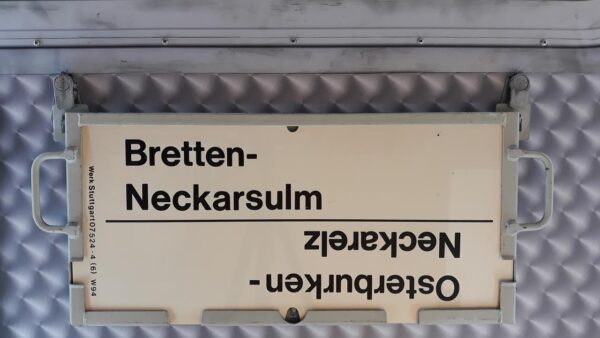 Bretten-
Neckarsulm
Osterburken-
Neckarelz
Werk Stuttgart 07524-4 (6) W94